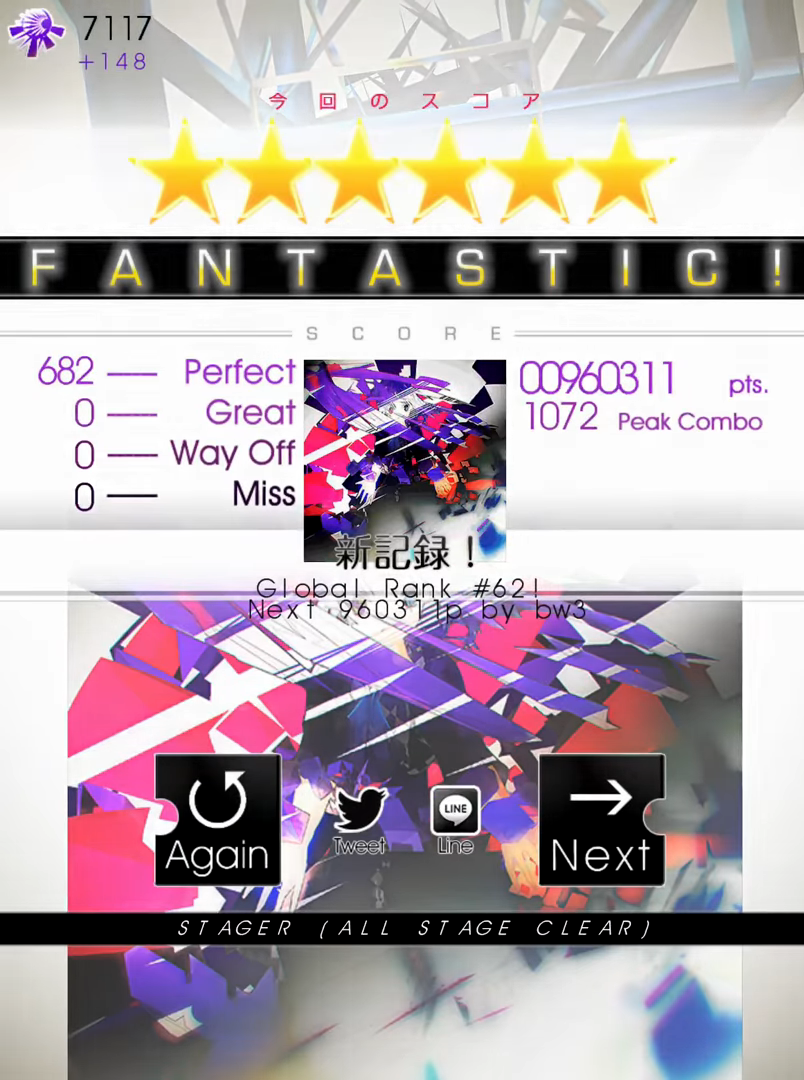 7117
+148
今回のスコア
FANTASTIC!
SCORE
682 Perfect
0 Great
0 Way Off
0 Miss
00960311 pts.
1072 Peak Combo
新記録！
Global Rank #62!
Next 960311p by bw3
Again
Tweet
LINE
Line
Next
STAGER (ALL STAGE CLEAR)